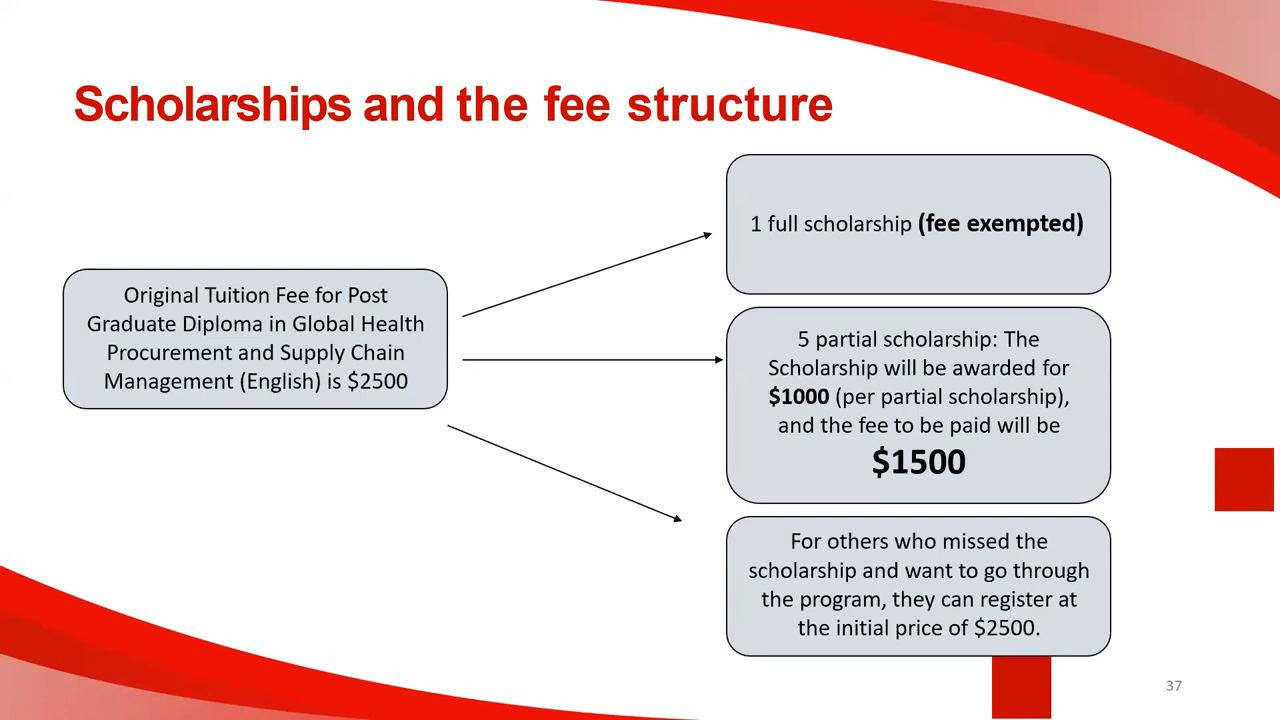 Scholarships and the fee structure
Original Tuition Fee for Post
Graduate Diploma in Global Health
Procurement and Supply Chain
Management (English) is $2500
1 full scholarship (fee exempted)
5 partial scholarship: The
Scholarship will be awarded for
$1000 (per partial scholarship),
and the fee to be paid will be
$1500
For others who missed the
scholarship and want to go through
the program, they can register at
the initial price of $2500.
37